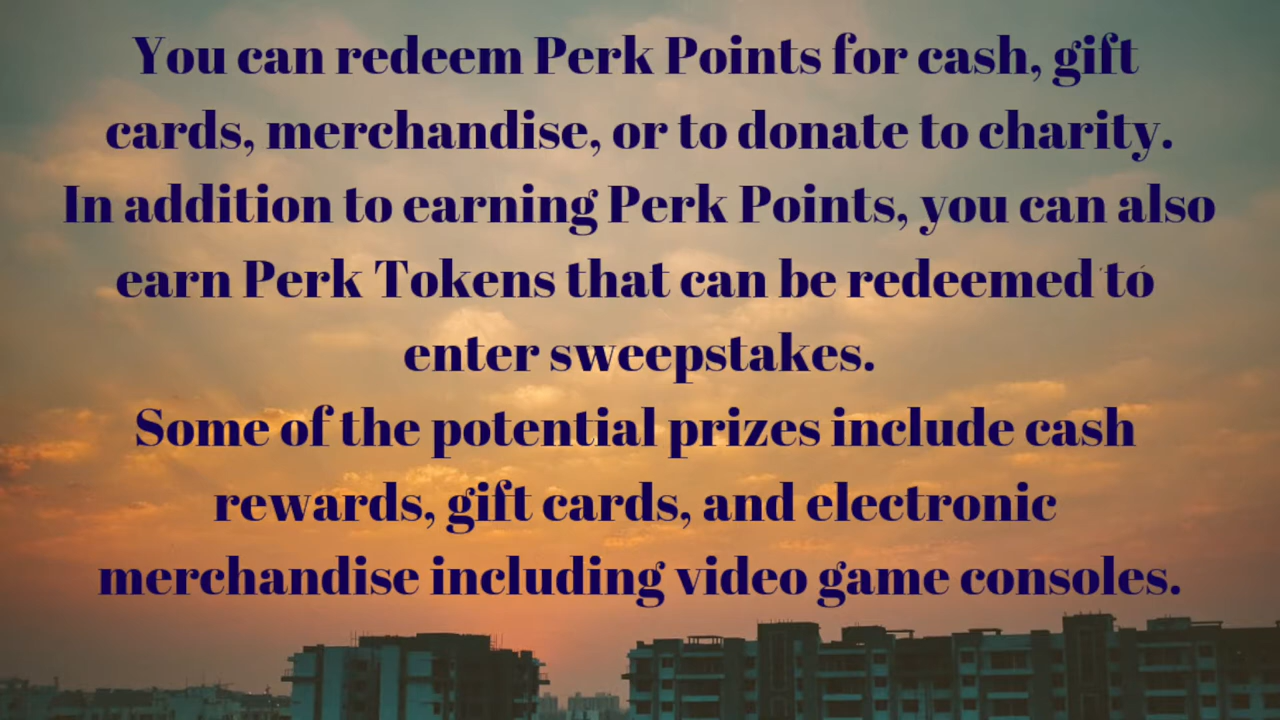 You can redeem Perk Points for cash, gift
cards, merchandise, or to donate to charity.
In addition to earning Perk Points, you can also
earn Perk Tokens that can be redeemed to
enter sweepstakes.
Some of the potential prizes include cash
rewards, gift cards, and electronic
merchandise including video game consoles.